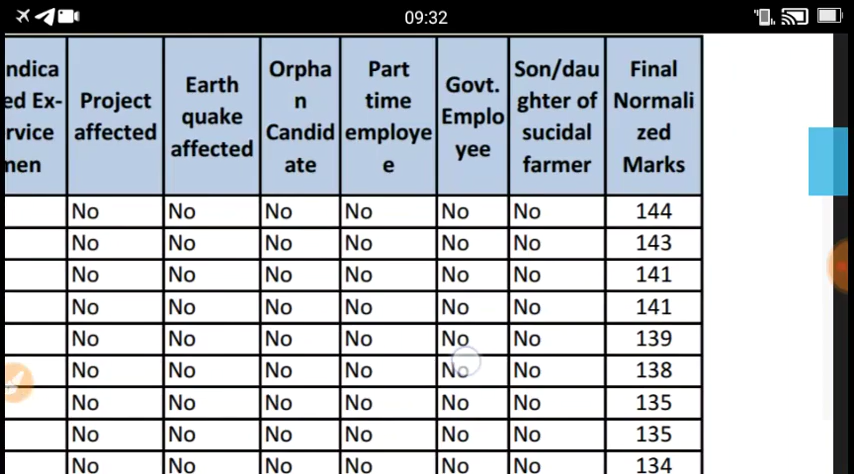 09:32
ndica
ed Ex-
rvice
men
Project
affected
Earth
quake
affected
Orpha
n
Candid
ate
Part
time
employe
e
Govt.
Emplo
yee
Son/dau
ghter of
sucidal
farmer
Final
Normali
zed
Marks
No No No No No No 144
No No No No No No 143
No No No No No No 141
No No No No No No 141
No No No No No No 139
No No No No No No 138
No No No No No No 135
No No No No No No 135
No No No No No No 134